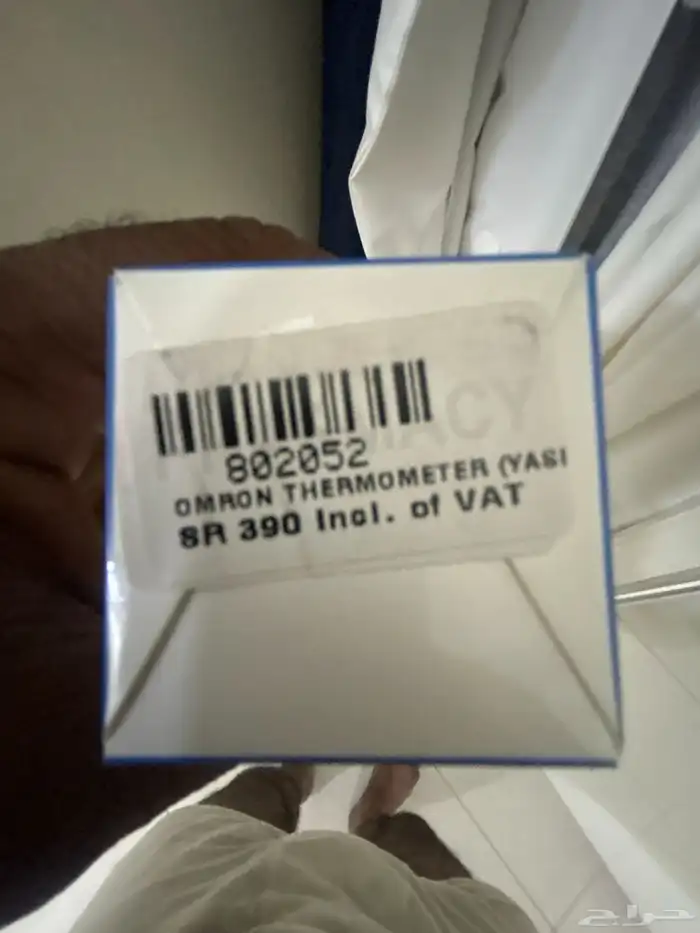 802052
OMRON THERMOMETER (YASI
SR 390 Incl. of VAT
حراج